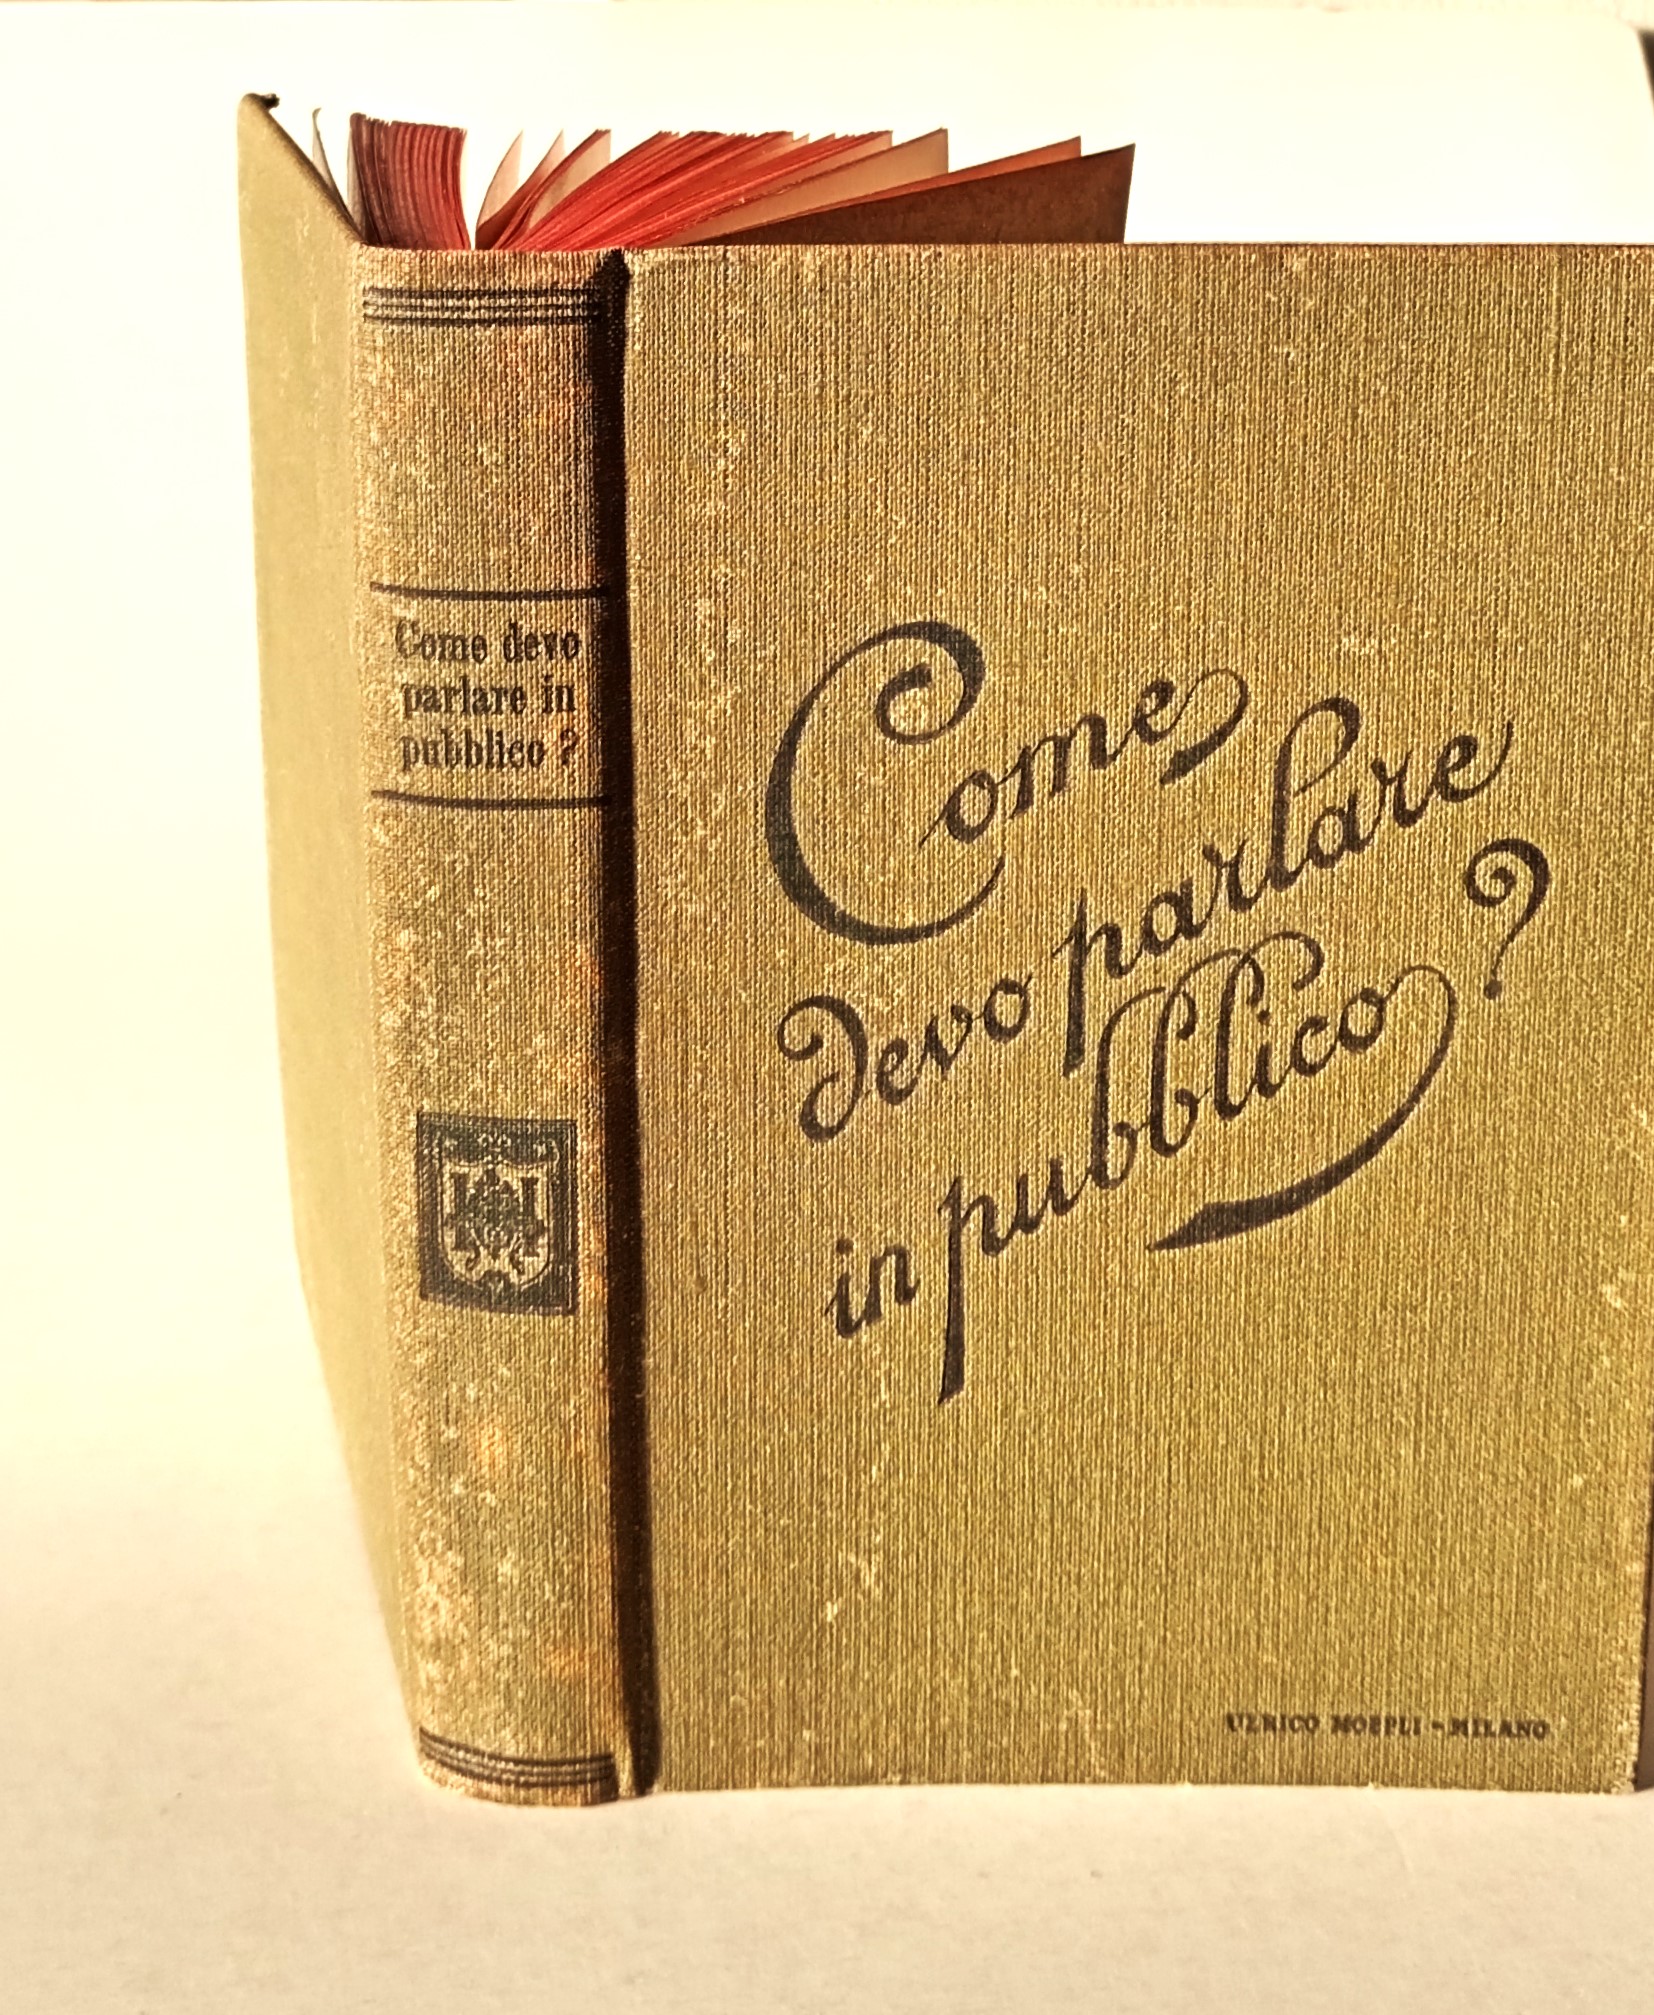 Come devo
parlare in
pubblico ?
Come
devo parlare
in pubblico ?
ULRICO HOEPLI - MILANO